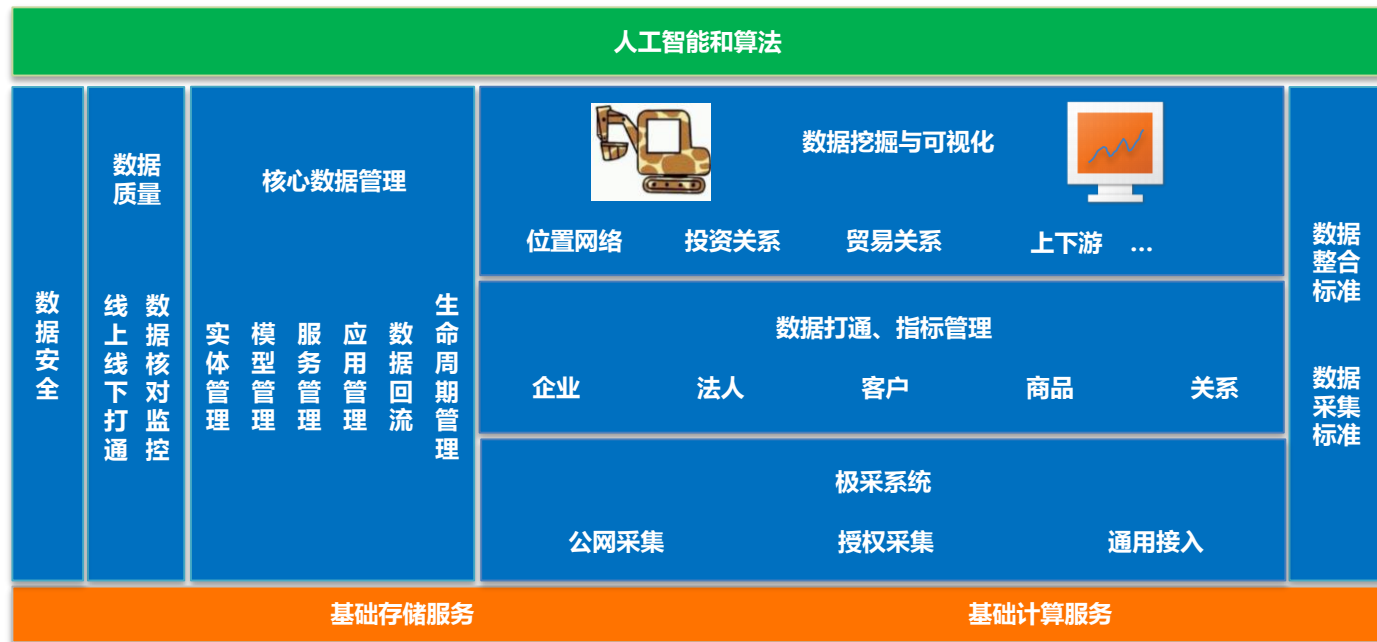 人工智能和算法
数据安全
数据
质量
线上线下打通
数据核对监控
核心数据管理
实体管理
模型管理
服务管理
应用管理
数据回流
生命周期管理
数据挖掘与可视化
位置网络 投资关系 贸易关系 上下游 ...
数据打通、指标管理
企业 法人 客户 商品 关系
极采系统
公网采集 授权采集 通用接入
数据
整合
标准
数据
采集
标准
基础存储服务 基础计算服务